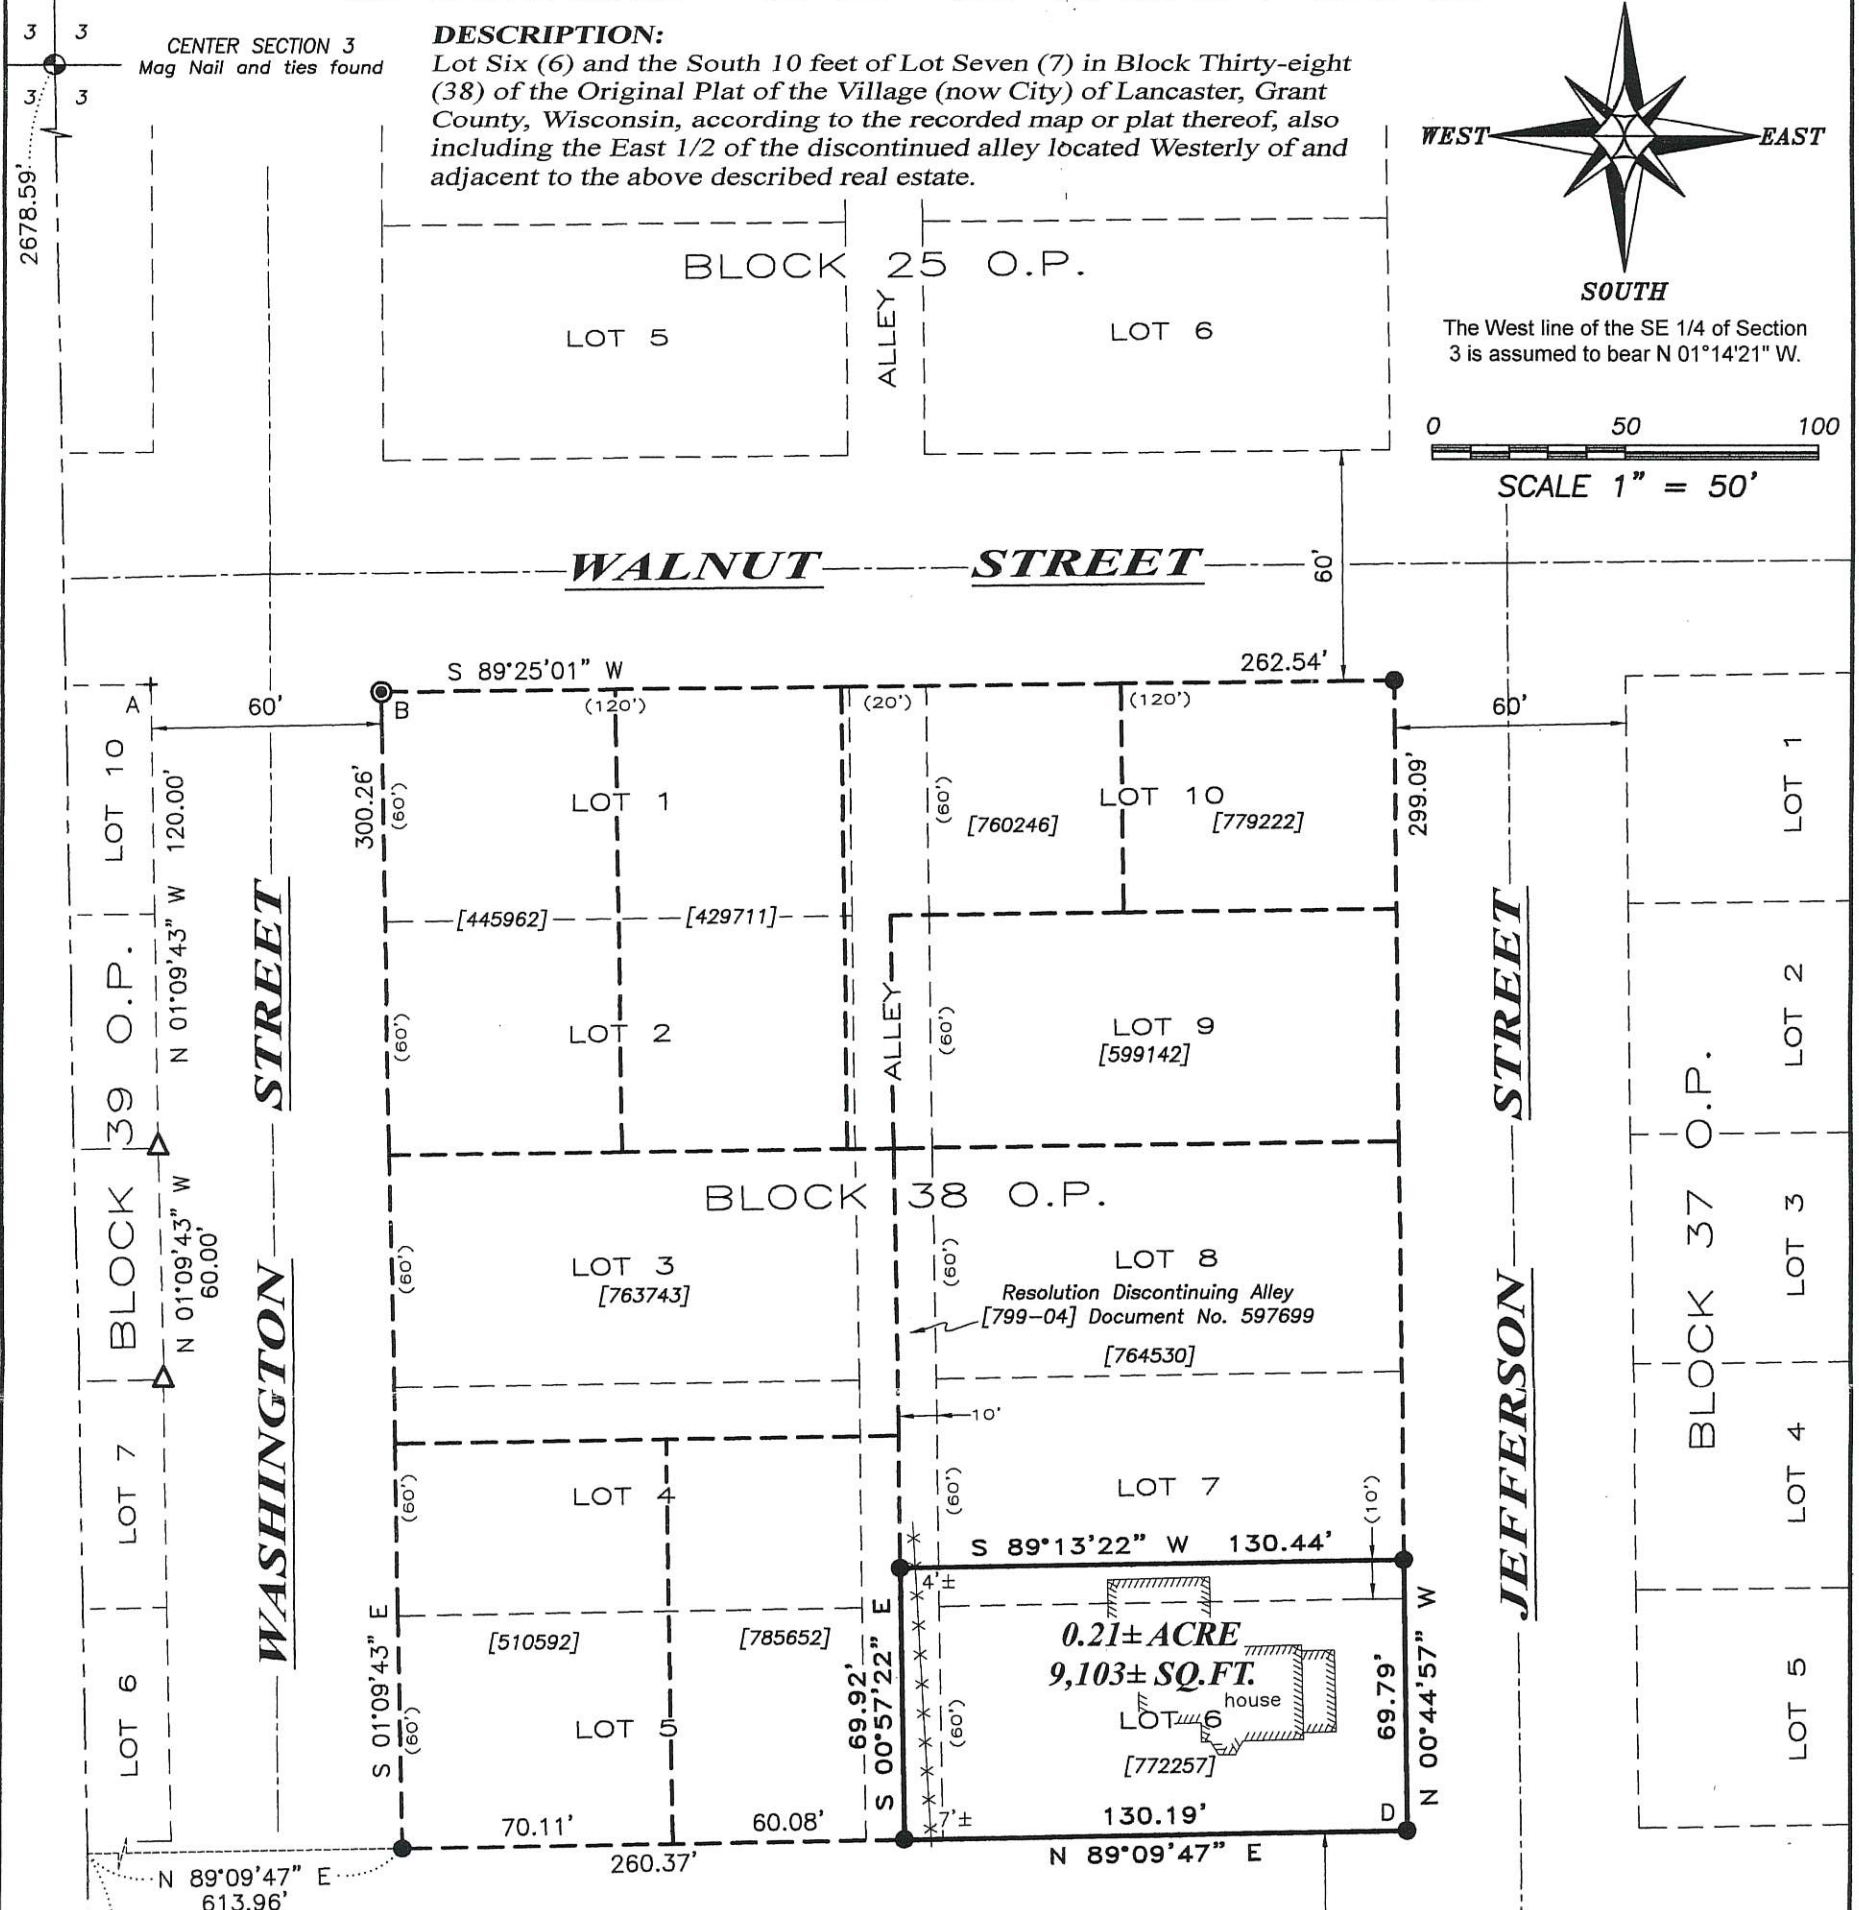 3 3
CENTER SECTION 3
Mag Nail and ties found
3 3
2678.59'
DESCRIPTION:
Lot Six (6) and the South 10 feet of Lot Seven (7) in Block Thirty-eight
(38) of the Original Plat of the Village (now City) of Lancaster, Grant
County, Wisconsin, according to the recorded map or plat thereof, also
including the East 1/2 of the discontinued alley located Westerly of and
adjacent to the above described real estate.
WEST EAST
SOUTH
The West line of the SE 1/4 of Section
3 is assumed to bear N 01°14'21" W.
0 50 100
SCALE 1" = 50'
BLOCK 25 O.P.
LOT 5
ALLEY
LOT 6
WALNUT STREET
60'
S 89°25'01" W
262.54'
A
60'
B
(120')
(20')
(120')
60'
LOT 10
N 01°09'43" W 120.00'
300.26'
(60')
LOT 1
(60')
LOT 10
[760246]
[779222]
299.09'
LOT 1
[445962]
[429711]
BLOCK 39 O.P.
WASHINGTON STREET
(60')
LOT 2
ALLEY
(60')
LOT 9
[599142]
JEFFERSON STREET
LOT 2
BLOCK 37 O.P.
BLOCK 38 O.P.
N 01°09'43" W
60.00'
(60')
LOT 3
[763743]
(60')
LOT 8
Resolution Discontinuing Alley
[799-04] Document No. 597699
[764530]
LOT 3
10'
LOT 7
(60')
LOT 4
(60')
LOT 7
(10')
LOT 4
S 89°13'22" W 130.44'
4'±
[510592]
[785652]
0.21± ACRE
9,103± SQ.FT.
house
LOT 6
S 01°09'43" E
(60')
LOT 5
69.92'
S 00°57'22" E
(60')
LOT 6
[772257]
69.79'
N 00°44'57" W
LOT 5
70.11'
60.08'
7'±
130.19'
D
260.37'
N 89°09'47" E
N 89°09'47" E
613.96'